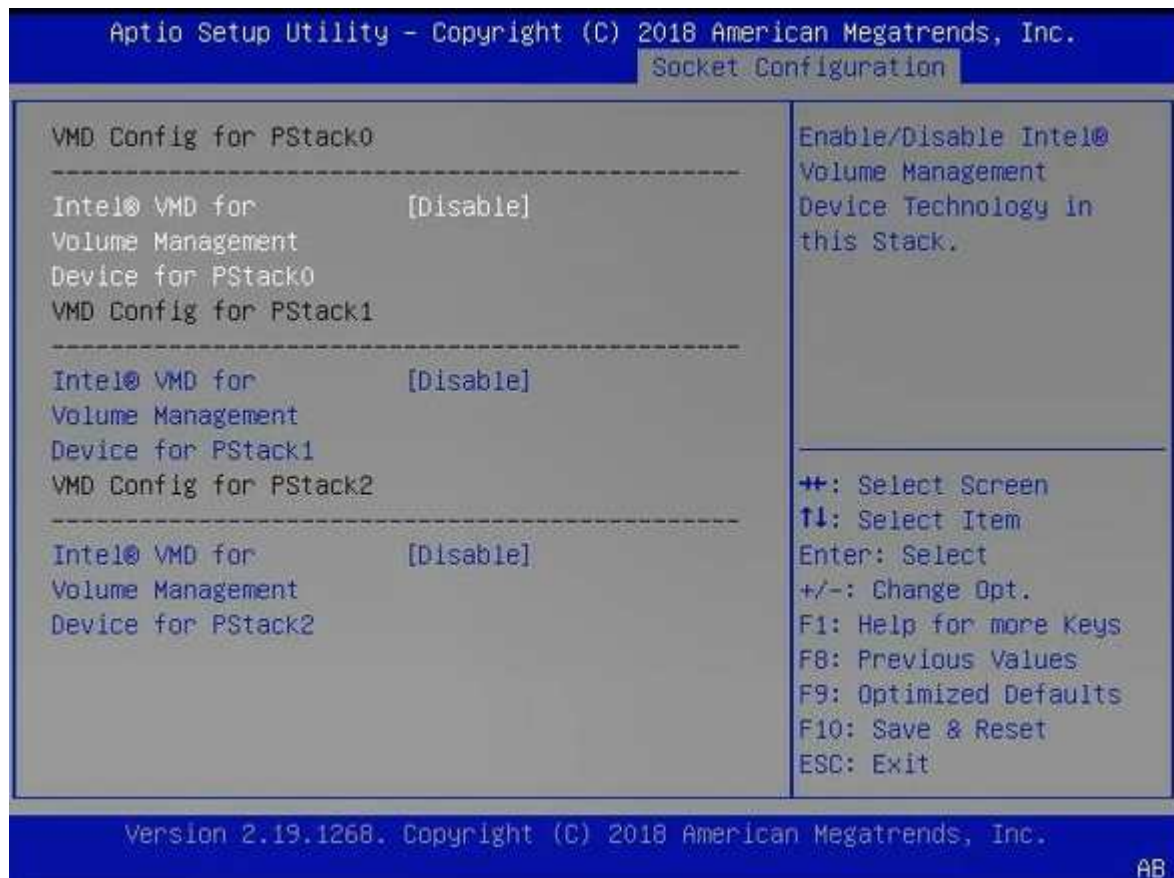 Aptio Setup Utility – Copyright (C) 2018 American Megatrends, Inc.
Socket Configuration
VMD Config for PStack0
------------------------------------------------
Intel® VMD for [Disable]
Volume Management
Device for PStack0
VMD Config for PStack1
------------------------------------------------
Intel® VMD for [Disable]
Volume Management
Device for PStack1
VMD Config for PStack2
------------------------------------------------
Intel® VMD for [Disable]
Volume Management
Device for PStack2
Enable/Disable Intel®
Volume Management
Device Technology in
this Stack.
→←: Select Screen
↑↓: Select Item
Enter: Select
+/-: Change Opt.
F1: Help for more Keys
F8: Previous Values
F9: Optimized Defaults
F10: Save & Reset
ESC: Exit
Version 2.19.1268. Copyright (C) 2018 American Megatrends, Inc.
AB